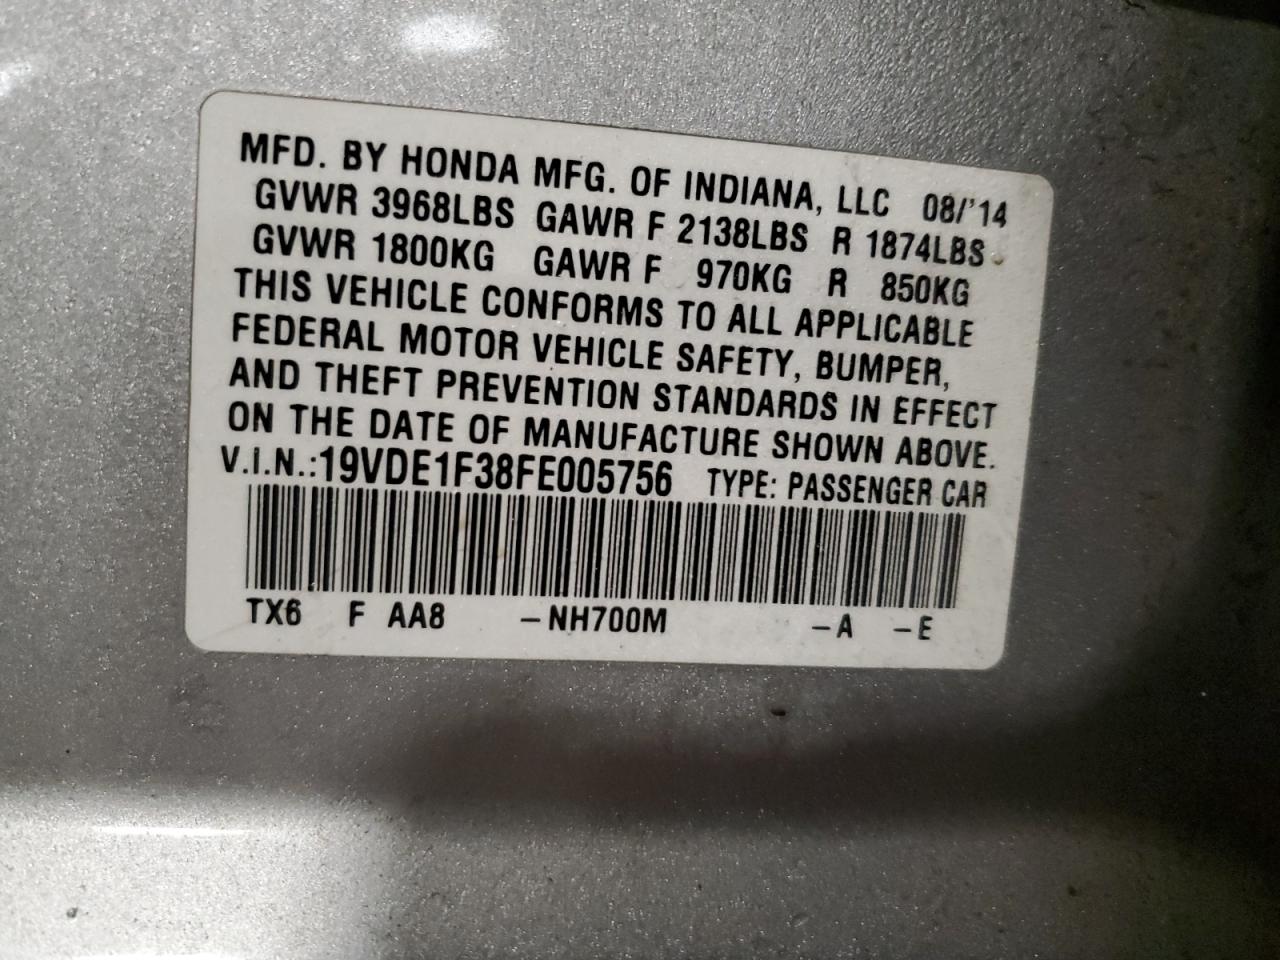 MFD. BY HONDA MFG. OF INDIANA, LLC 08/'14
GVWR 3968LBS GAWR F 2138LBS R 1874LBS
GVWR 1800KG GAWR F 970KG R 850KG
THIS VEHICLE CONFORMS TO ALL APPLICABLE
FEDERAL MOTOR VEHICLE SAFETY, BUMPER,
AND THEFT PREVENTION STANDARDS IN EFFECT
ON THE DATE OF MANUFACTURE SHOWN ABOVE.
V.I.N.:19VDE1F38FE005756 TYPE: PASSENGER CAR
TX6 F AA8 –NH700M –A –E